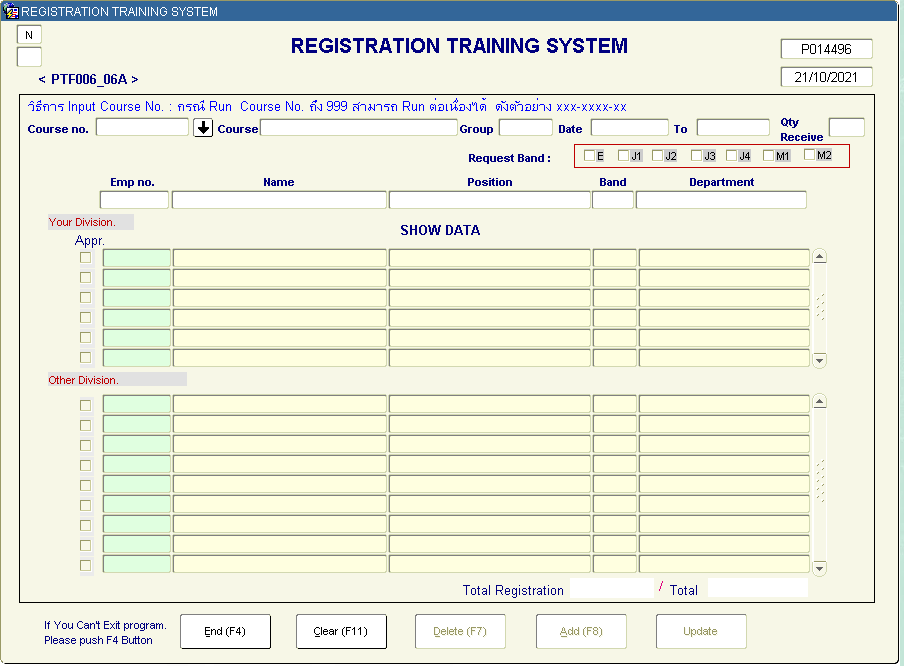 REGISTRATION TRAINING SYSTEM
N
REGISTRATION TRAINING SYSTEM
P014496
21/10/2021
< PTF006_06A >
วิธีการ Input Course No. : กรณี Run Course No. ถึง 999 สามารถ Run ต่อเนื่องได้ ดังตัวอย่าง xxx-xxxx-xx
Course no. Course Group Date To Qty Receive
Request Band : E J1 J2 J3 J4 M1 M2
Emp no. Name Position Band Department
Your Division.
SHOW DATA
Appr.
Other Division.
Total Registration / Total
If You Can't Exit program.
Please push F4 Button
End (F4) Clear (F11) Delete (F7) Add (F8) Update